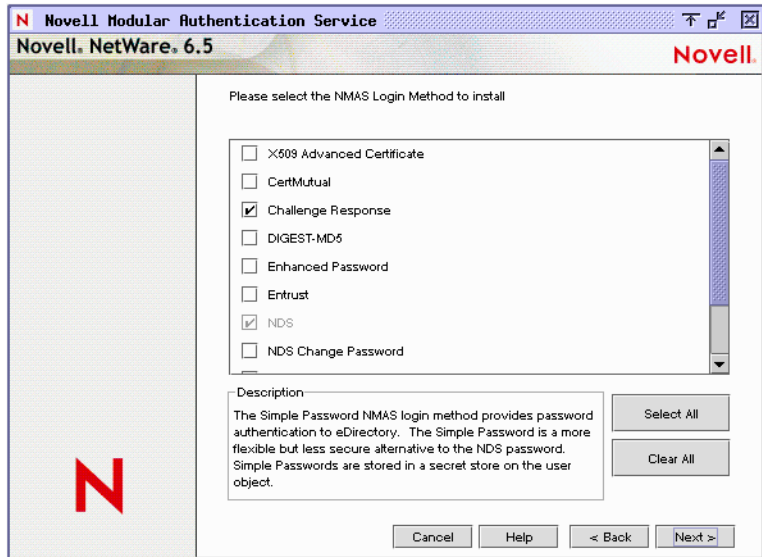 N Novell Modular Authentication Service
Novell® NetWare® 6.5
Novell®
Please select the NMAS Login Method to install
X509 Advanced Certificate
CertMutual
Challenge Response
DIGEST-MD5
Enhanced Password
Entrust
NDS
NDS Change Password
Description
The Simple Password NMAS login method provides password
authentication to eDirectory. The Simple Password is a more
flexible but less secure alternative to the NDS password.
Simple Passwords are stored in a secret store on the user
object.
Select All
Clear All
N
Cancel
Help
< Back
Next >